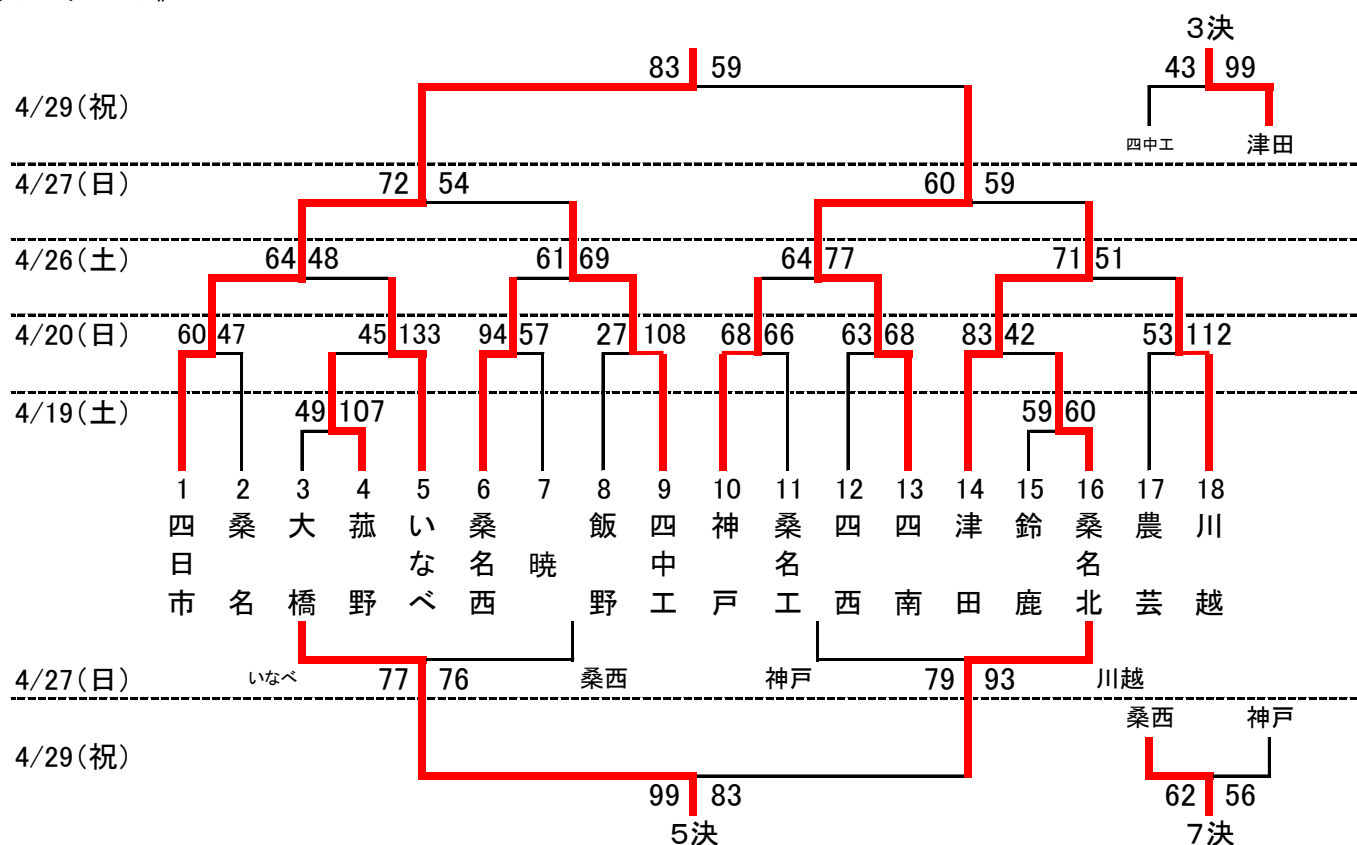 3決
83 59 43 99
4/29(祝)
四中工 津田
4/27(日) 72 54 60 59
4/26(土) 64 48 61 69 64 77 71 51
4/20(日) 60 47 45 133 94 57 27 108 68 66 63 68 83 42 53 112
4/19(土) 49 107 59 60
1 2 3 4 5 6 7 8 9 10 11 12 13 14 15 16 17 18
四日市 桑名 大橋 菰野 いなべ 桑名西 暁 飯野 四中工 神戸 桑名工 四西 四南 津田 鈴鹿 桑名北 農芸 川越
4/27(日) いなべ 77 76 桑西 神戸 79 93 川越
桑西 神戸
4/29(祝)
99 83 62 56
5決 7決